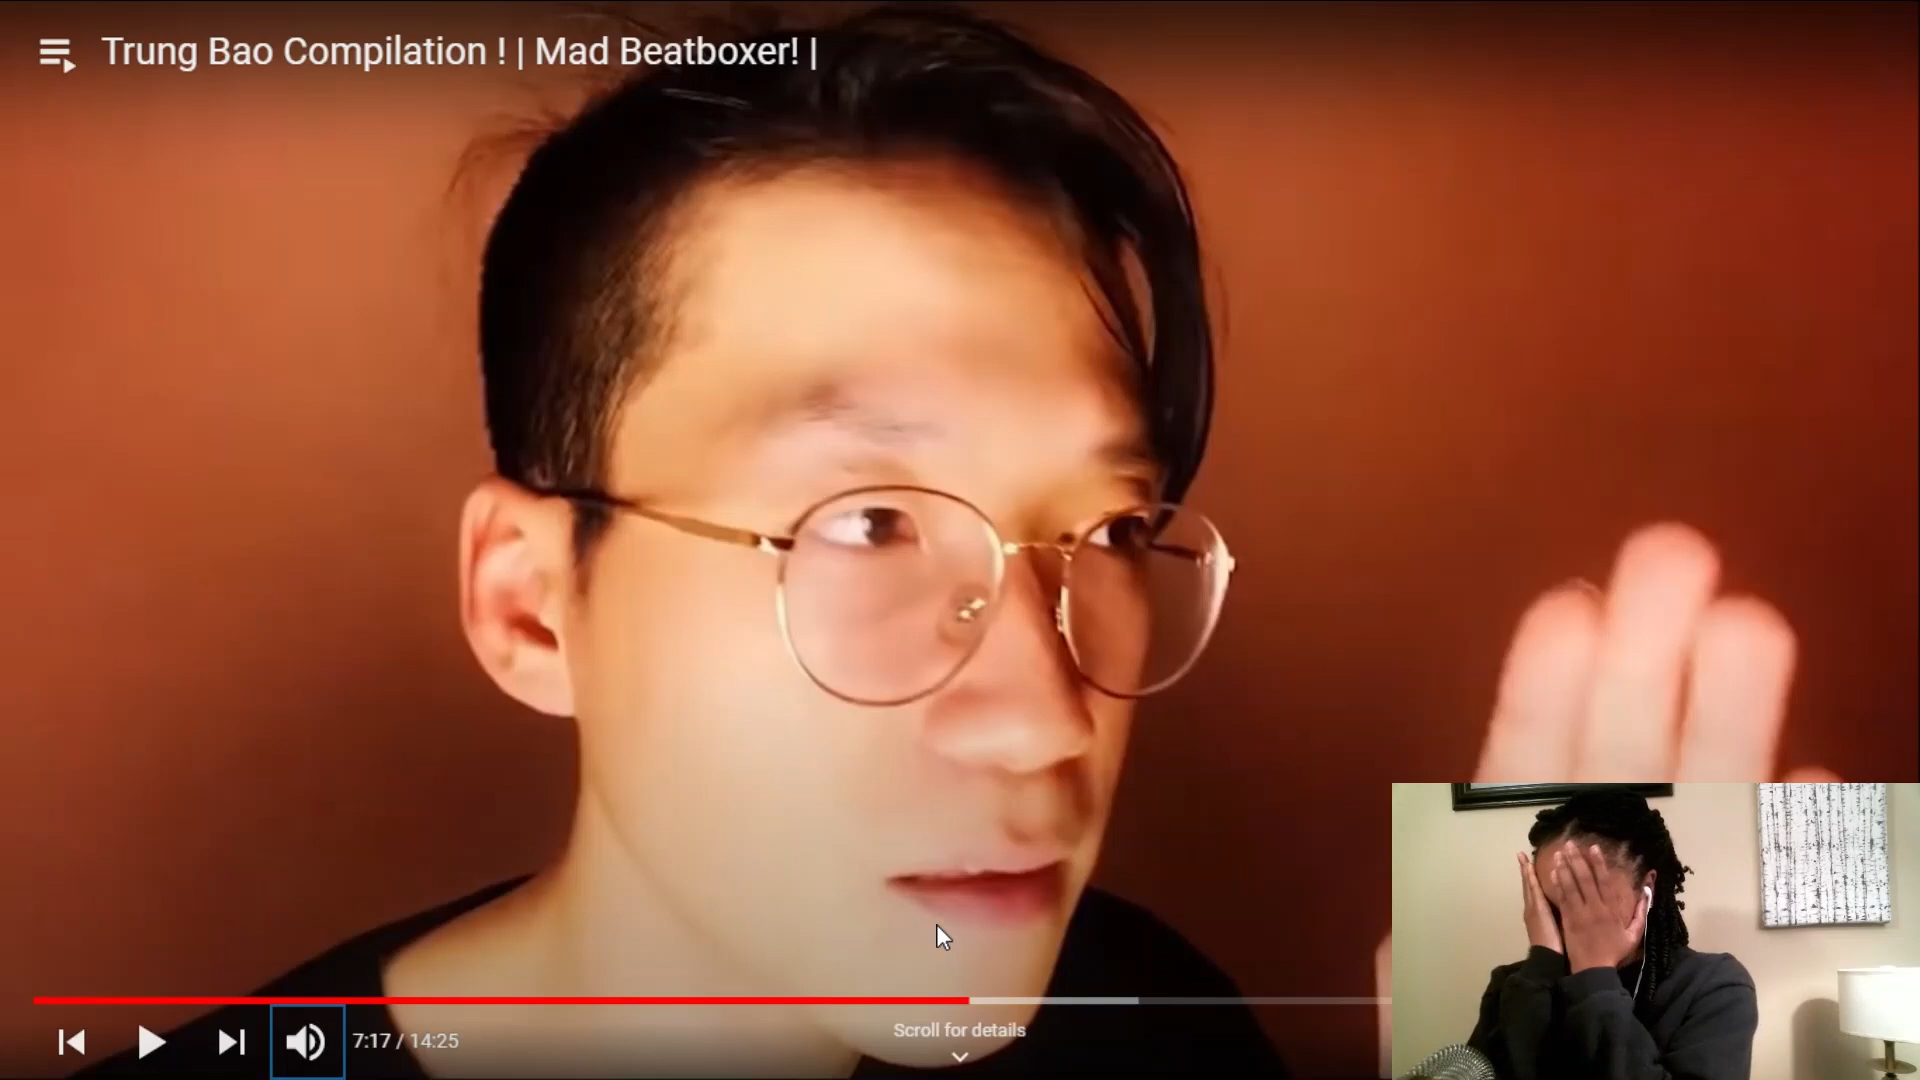 Trung Bao Compilation ! | Mad Beatboxer! |
7:17 / 14:25
Scroll for details